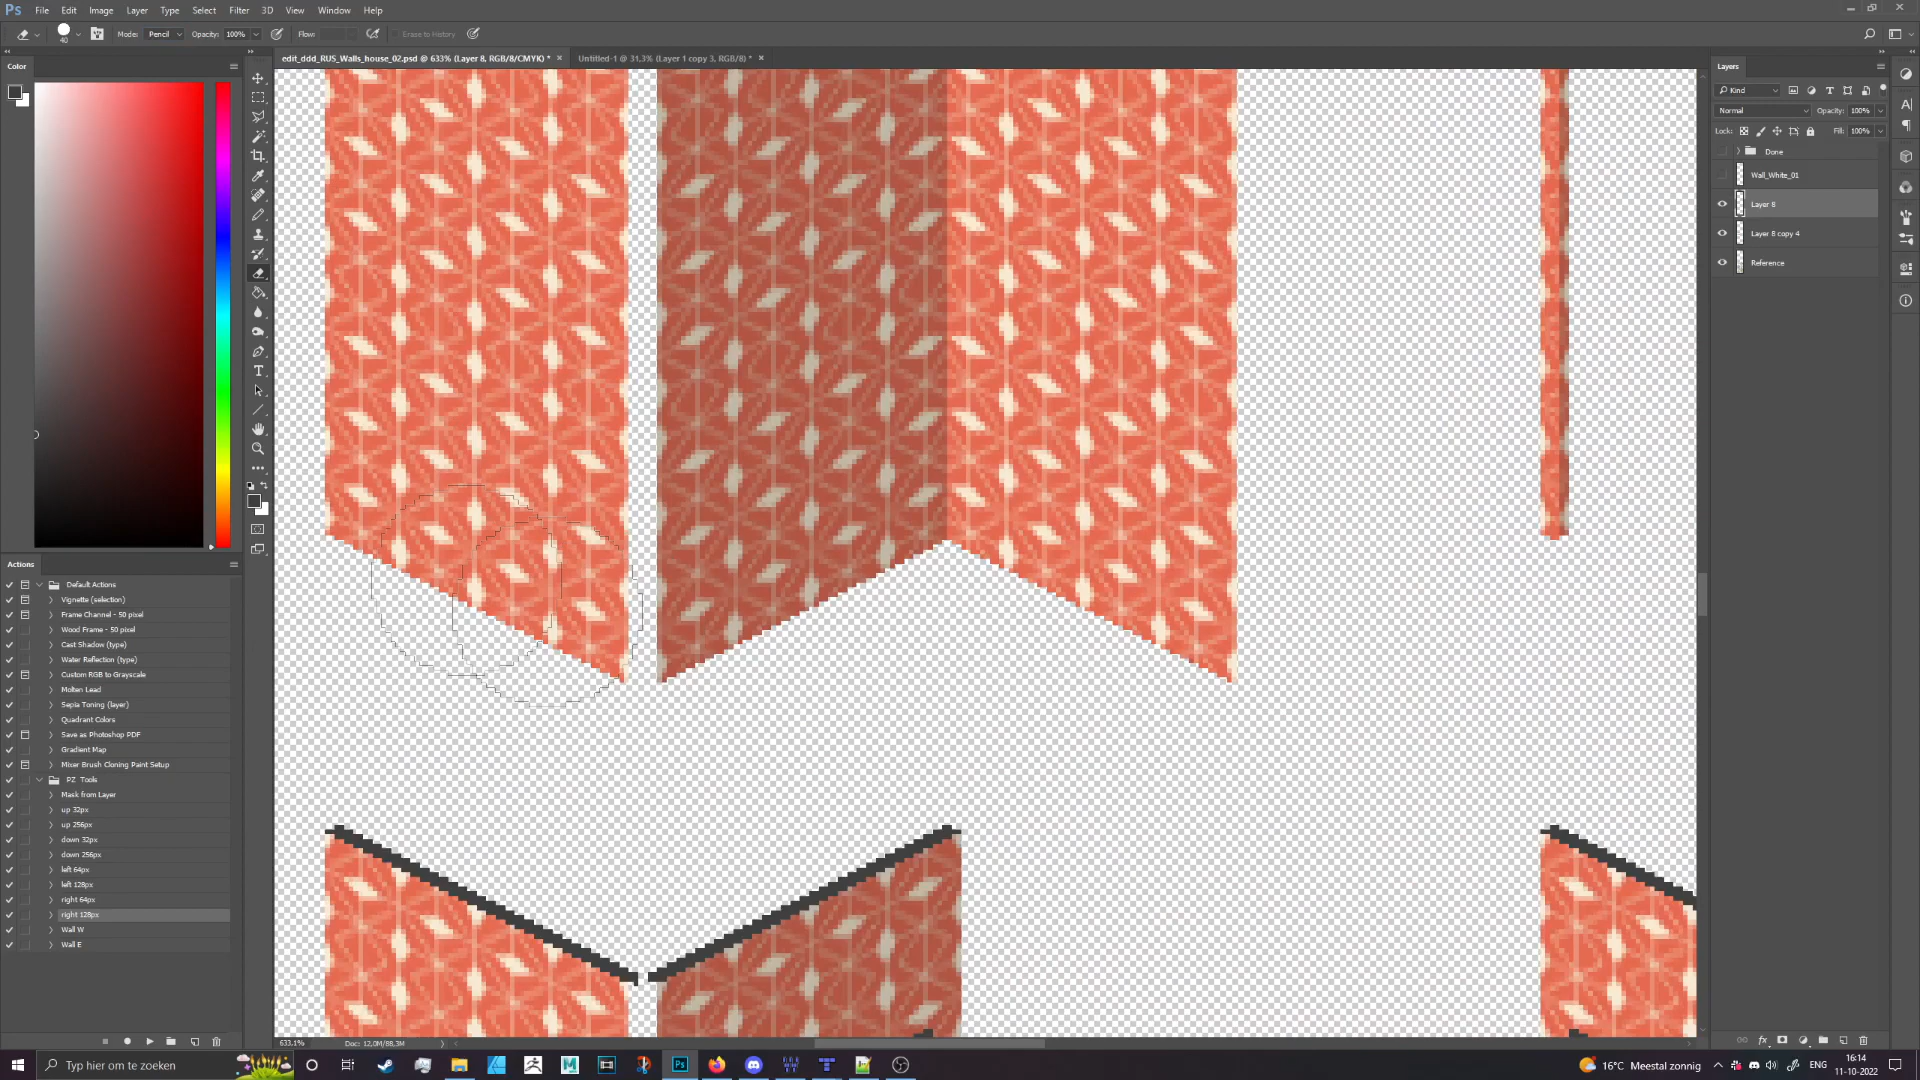 Ps File Edit Image Layer Type Select Filter 3D View Window Help
40 Mode: Pencil Opacity: 100% Flow: Erase to History
edit_ddd_RUS_Walls_house_02.psd @ 633% (Layer 8, RGB/8/CMYK) * × Untitled-1 @ 31,3% (Layer 1 copy 3, RGB/8) * ×
Color
Actions
Default Actions
Vignette (selection)
Frame Channel - 50 pixel
Wood Frame - 50 pixel
Cast Shadow (type)
Water Reflection (type)
Custom RGB to Grayscale
Molten Lead
Sepia Toning (layer)
Quadrant Colors
Save as Photoshop PDF
Gradient Map
Mixer Brush Cloning Paint Setup
PZ Tools
Mask from Layer
up 32px
up 256px
down 32px
down 256px
left 64px
left 128px
right 64px
right 128px
Wall W
Wall E
Layers
Kind
Normal Opacity: 100%
Lock: Fill: 100%
Done
Wall_White_01
Layer 8
Layer 8 copy 4
Reference
633,1% Doc: 12,0M/88,3M
Typ hier om te zoeken
16°C Meestal zonnig
ENG
16:14
11-10-2022